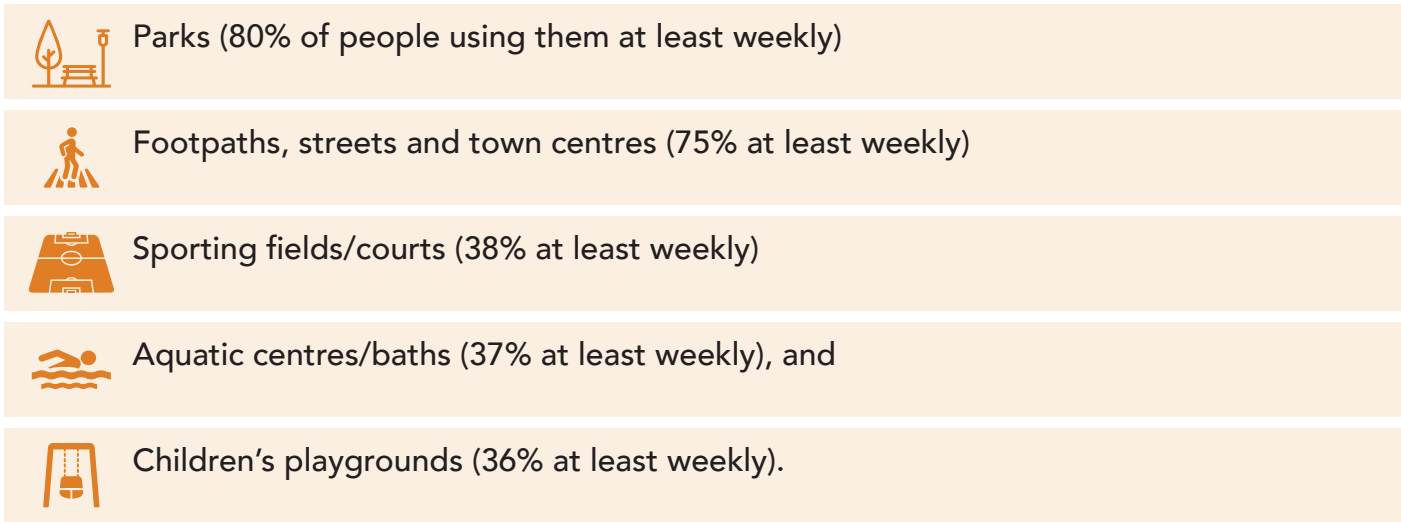 Parks (80% of people using them at least weekly)
Footpaths, streets and town centres (75% at least weekly)
Sporting fields/courts (38% at least weekly)
Aquatic centres/baths (37% at least weekly), and
Children’s playgrounds (36% at least weekly).